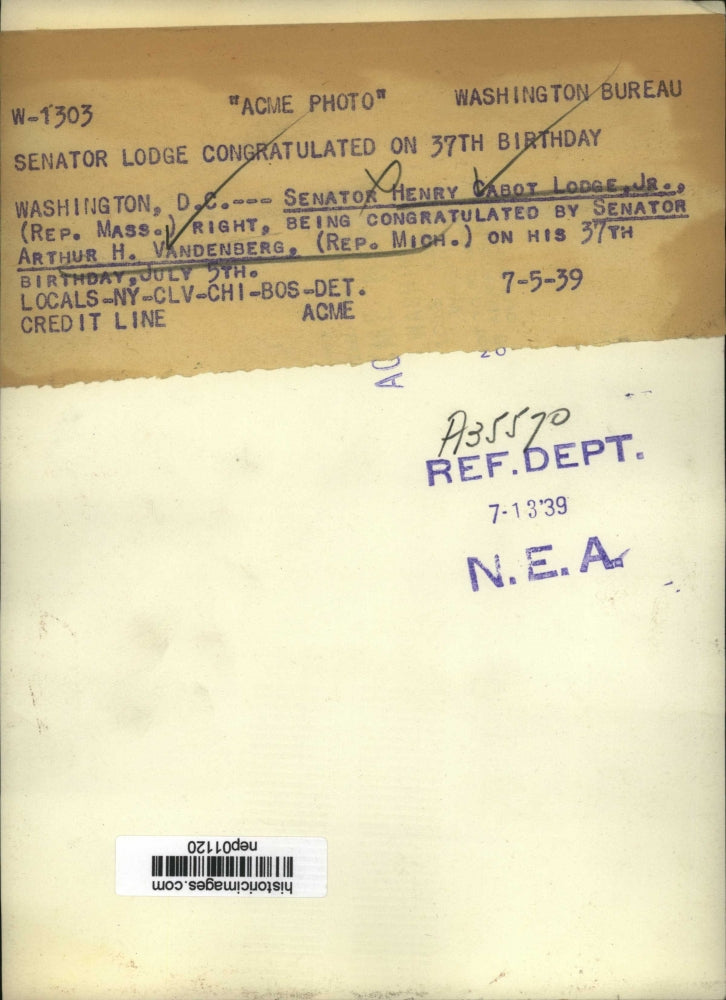 W-1303 "ACME PHOTO" WASHINGTON BUREAU
SENATOR LODGE CONGRATULATED ON 37TH BIRTHDAY
WASHINGTON, D.C.--- SENATOR HENRY CABOT LODGE, JR.,
(REP. MASS.) RIGHT, BEING CONGRATULATED BY SENATOR
ARTHUR H. VANDENBERG, (REP. MICH.) ON HIS 37TH
BIRTHDAY, JULY 5TH.
LOCALS-NY-CLV-CHI-BOS-DET. 7-5-39
CREDIT LINE ACME
AC
A35570
REF. DEPT.
7-13'39
N.E.A.
historicimages.com
nep01120